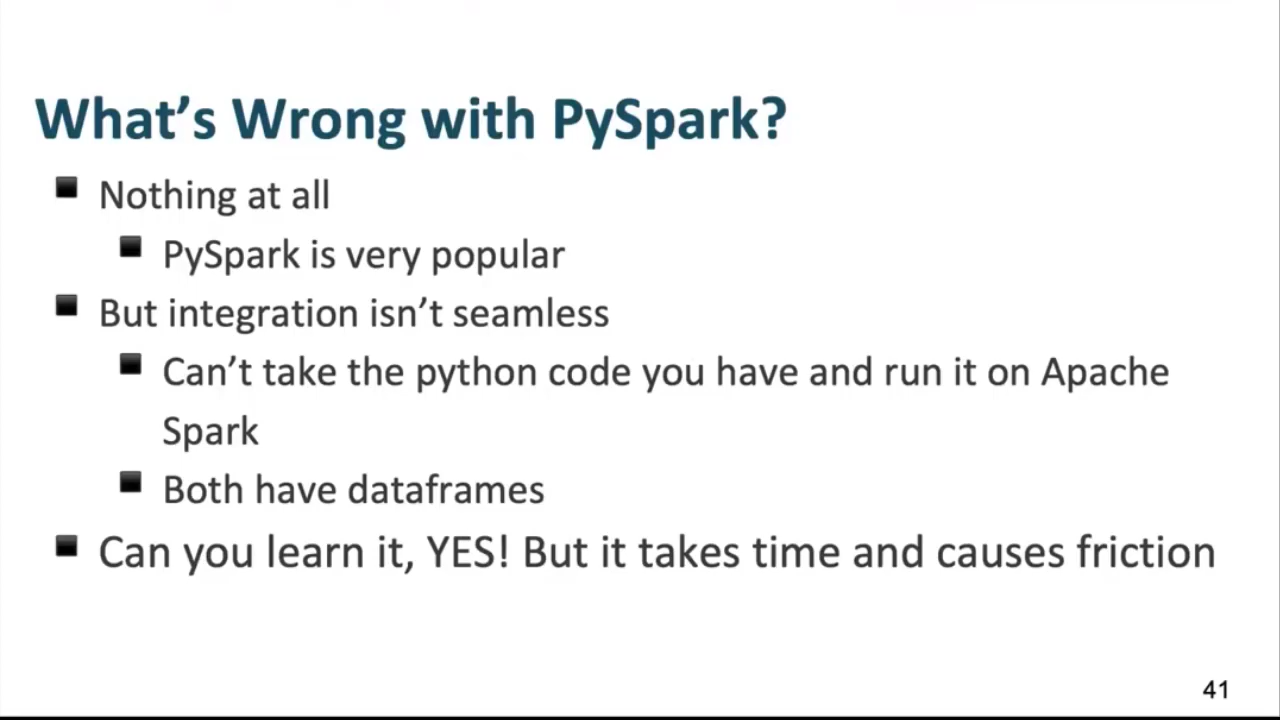 What’s Wrong with PySpark?
Nothing at all
PySpark is very popular
But integration isn’t seamless
Can’t take the python code you have and run it on Apache
Spark
Both have dataframes
Can you learn it, YES! But it takes time and causes friction
41